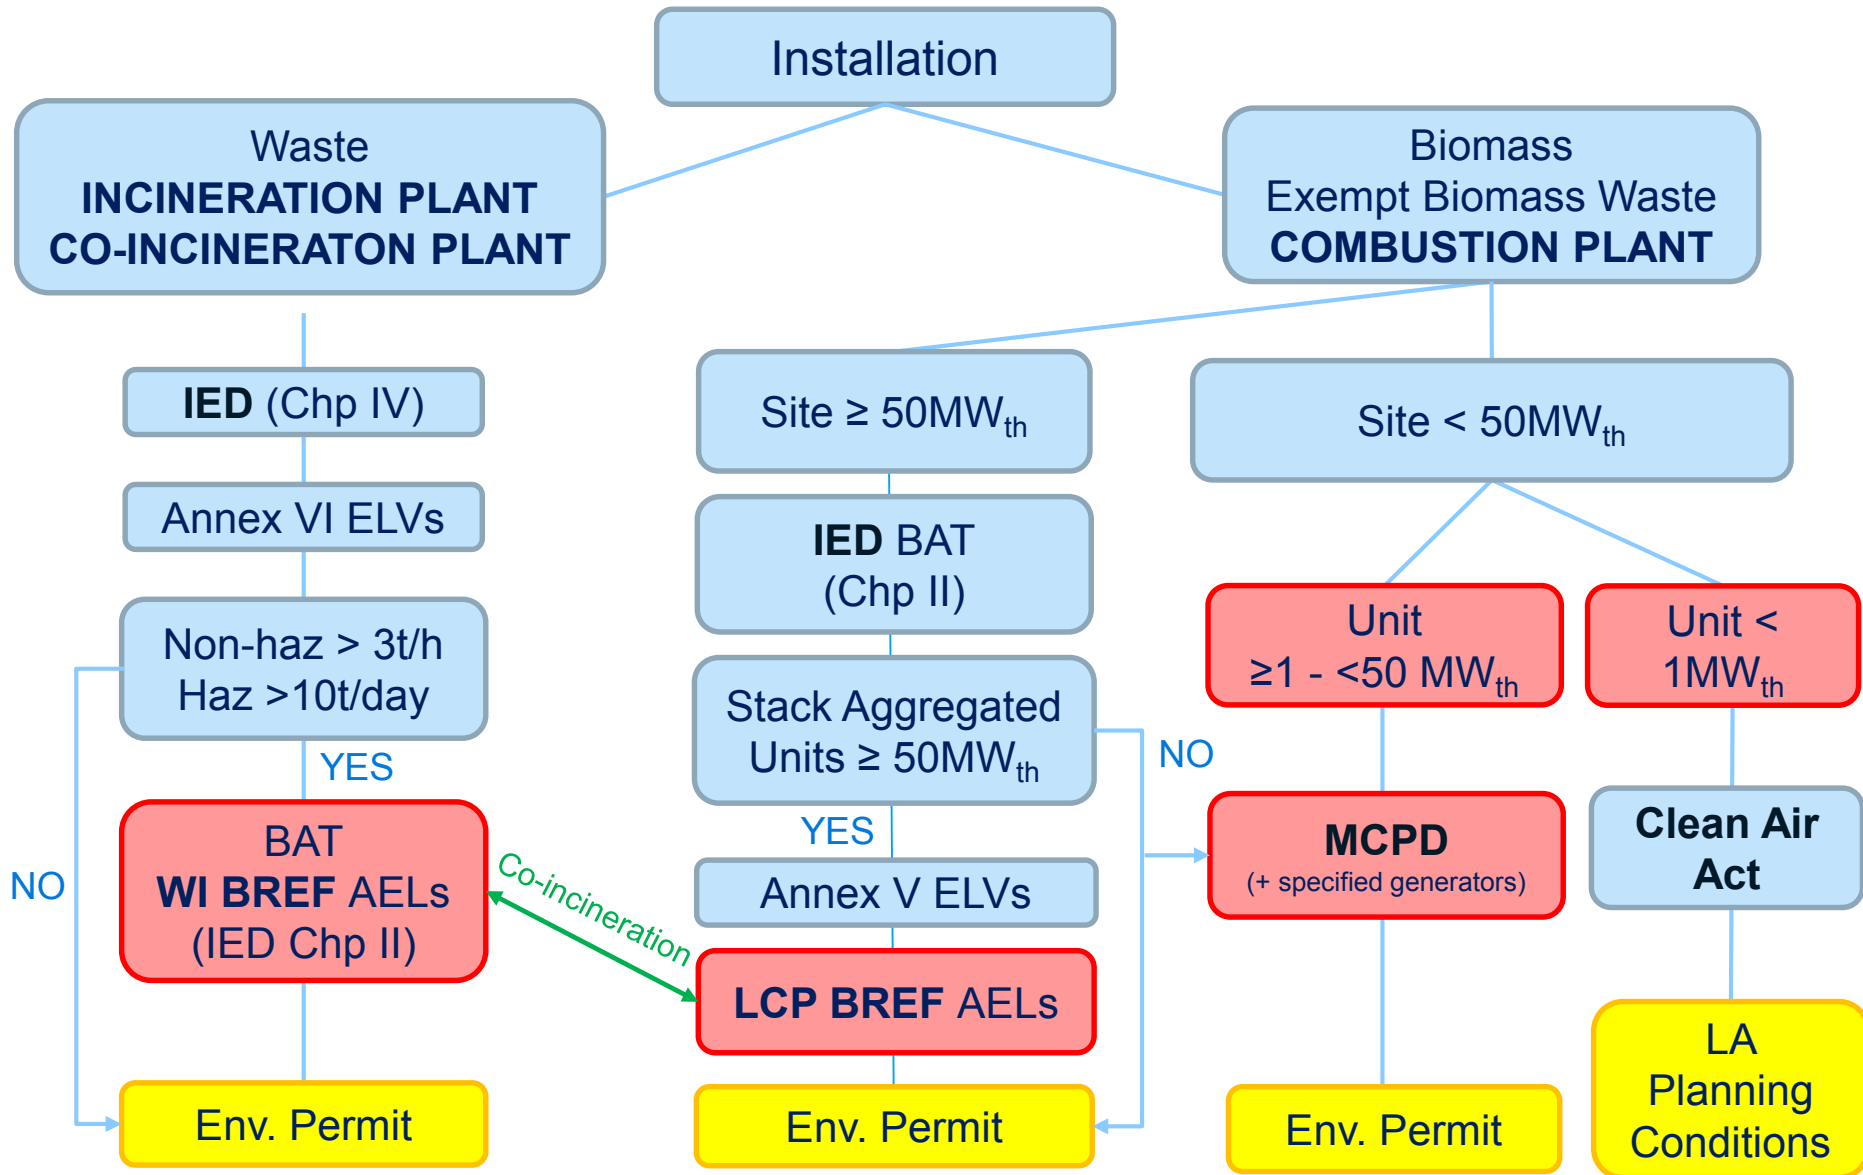 Installation
Waste
INCINERATION PLANT
CO-INCINERATON PLANT
Biomass
Exempt Biomass Waste
COMBUSTION PLANT
IED (Chp IV)
Annex VI ELVs
Non-haz > 3t/h
Haz >10t/day
YES
NO
BAT
WI BREF AELs
(IED Chp II)
Env. Permit
Co-incineration
Site ≥ 50MWth
IED BAT
(Chp II)
Stack Aggregated
Units ≥ 50MWth
YES
NO
Annex V ELVs
LCP BREF AELs
Env. Permit
Site < 50MWth
Unit
≥1 - <50 MWth
MCPD
(+ specified generators)
Env. Permit
Unit <
1MWth
Clean Air
Act
LA
Planning
Conditions